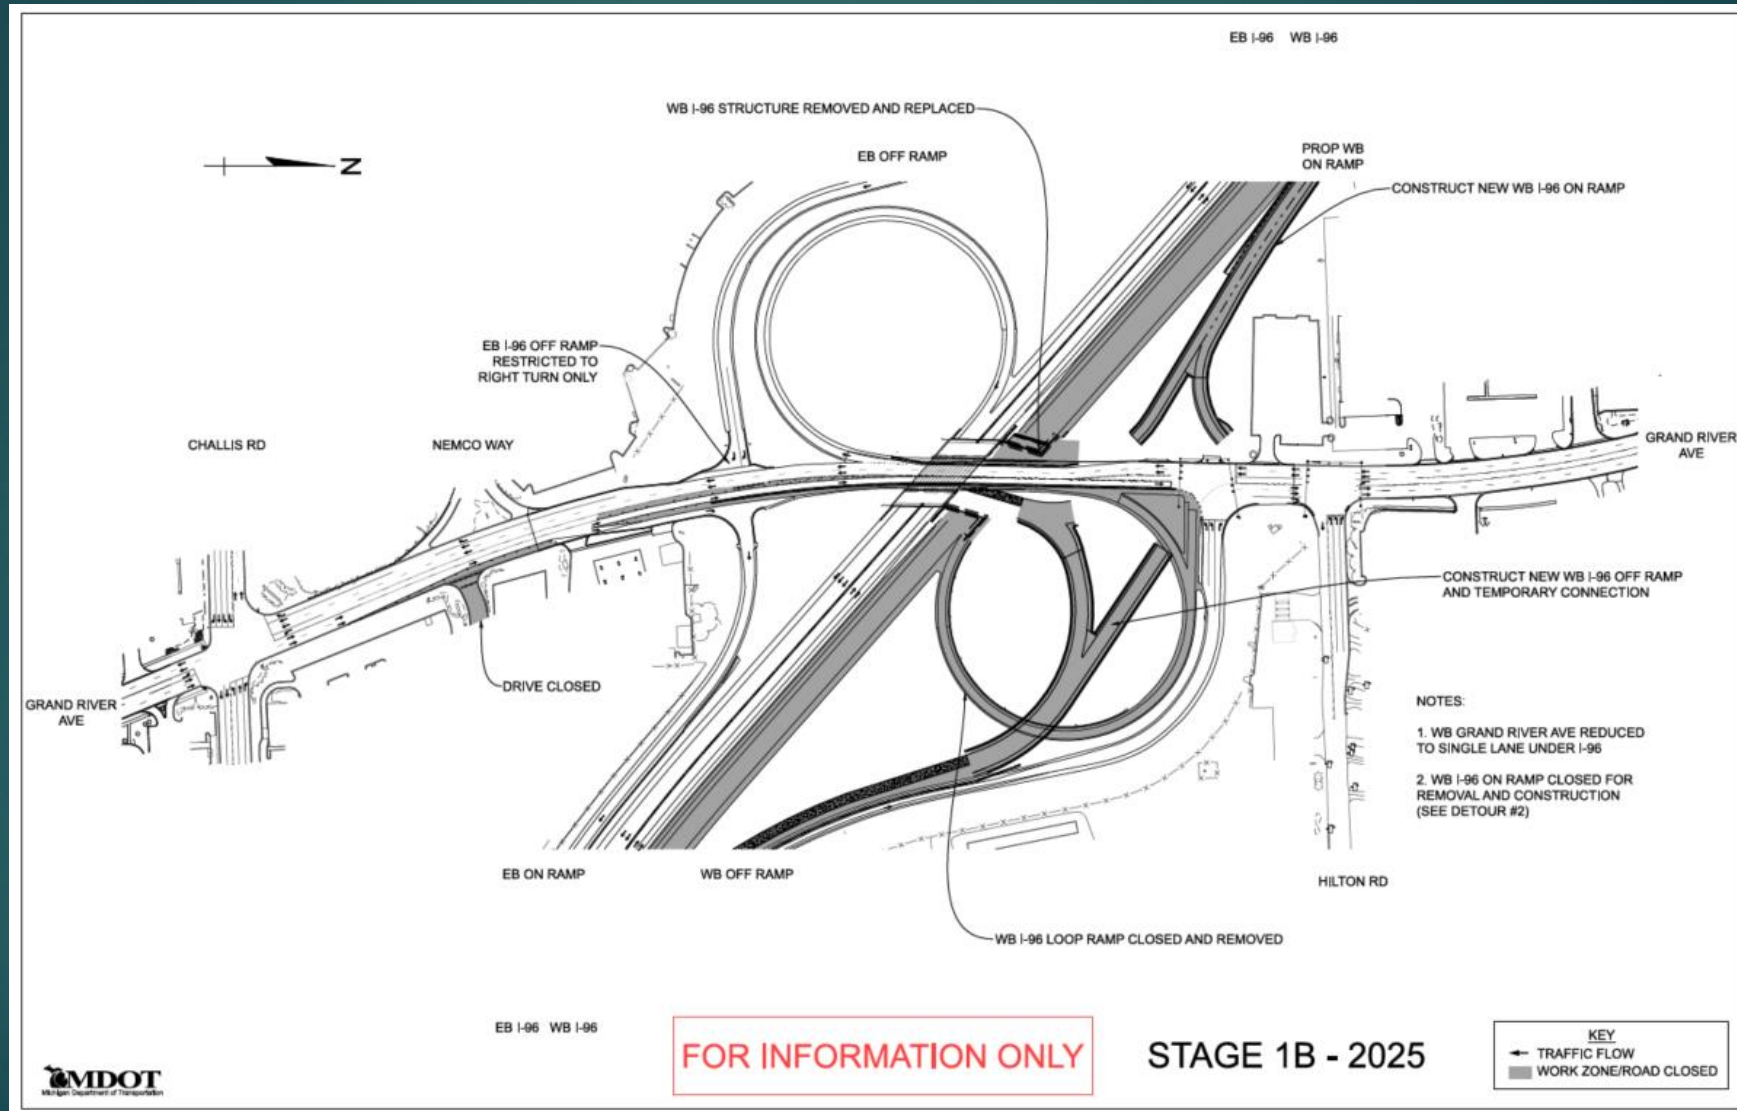 EB I-96 WB I-96
WB I-96 STRUCTURE REMOVED AND REPLACED
EB OFF RAMP
PROP WB
ON RAMP
CONSTRUCT NEW WB I-96 ON RAMP
N
EB I-96 OFF RAMP
RESTRICTED TO
RIGHT TURN ONLY
CHALLIS RD
NEMCO WAY
GRAND RIVER
AVE
CONSTRUCT NEW WB I-96 OFF RAMP
AND TEMPORARY CONNECTION
DRIVE CLOSED
GRAND RIVER
AVE
NOTES:
1. WB GRAND RIVER AVE REDUCED
TO SINGLE LANE UNDER I-96
2. WB I-96 ON RAMP CLOSED FOR
REMOVAL AND CONSTRUCTION
(SEE DETOUR #2)
EB ON RAMP
WB OFF RAMP
HILTON RD
WB I-96 LOOP RAMP CLOSED AND REMOVED
EB I-96 WB I-96
FOR INFORMATION ONLY
STAGE 1B - 2025
KEY
TRAFFIC FLOW
WORK ZONE/ROAD CLOSED
MDOT
Michigan Department of Transportation